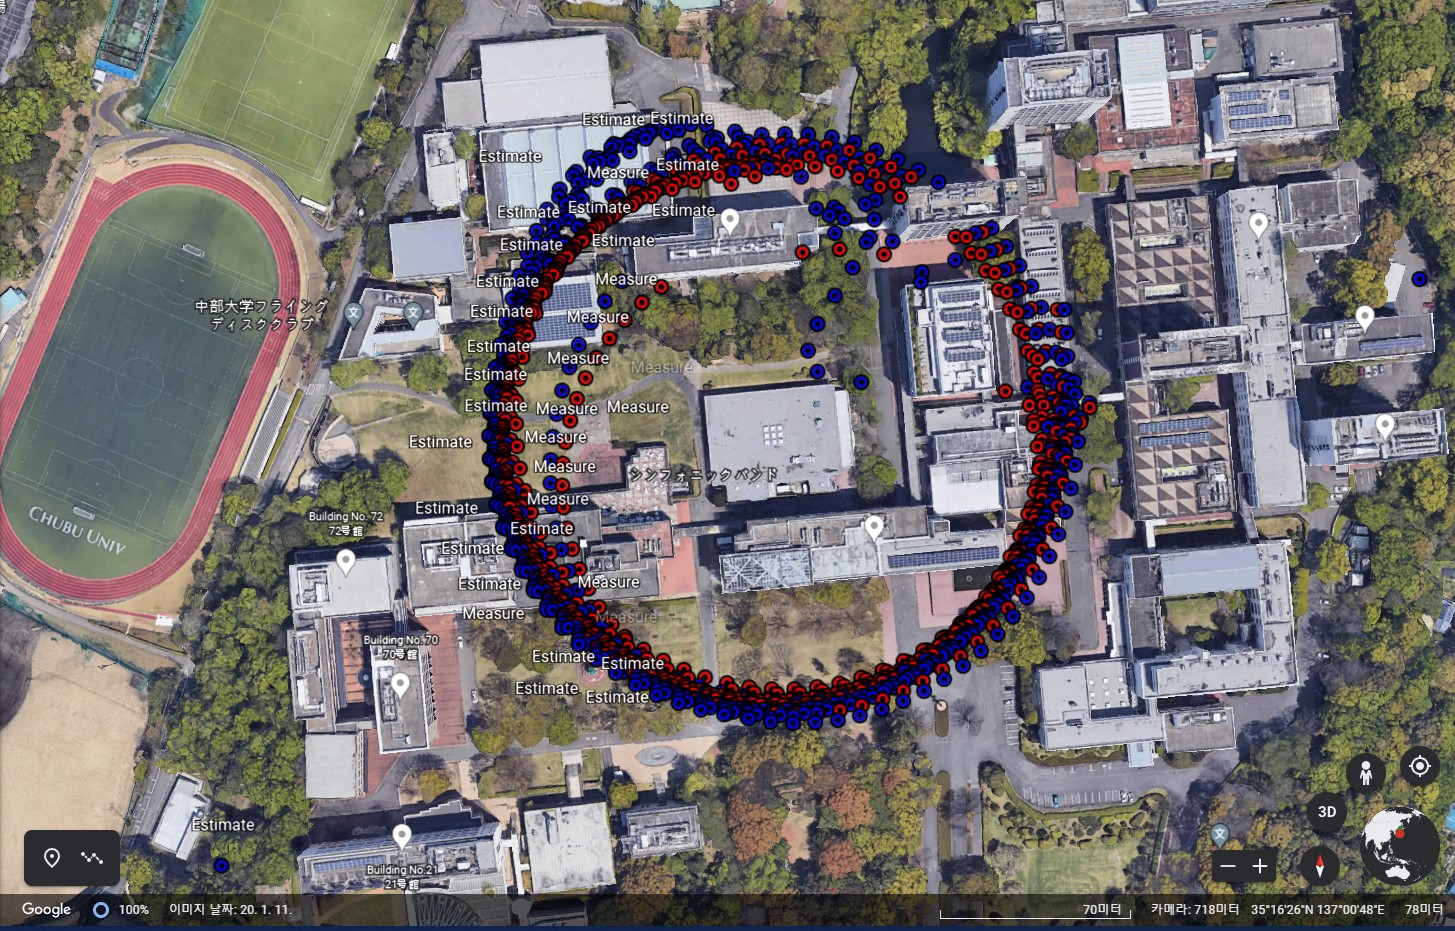 Estimate Estimate
Estimate
Measure
Estimate
Estimate
Estimate
Estimate
Estimate
Estimate
Estimate
Measure
Estimate
中部大学フライング
ディスククラブ
Estimate
Measure
Estimate
Measure
Measure
Estimate
Estimate
Measure
Measure
Estimate
Measure
Estimate
Measure
シンフォニックバンド
Measure
Estimate
CHUBU UNIV
Building No. 72
72号館
Estimate
Estimate
Estimate
Measure
Measure
Measure
Building No. 70
70号館
Estimate
Estimate
Estimate
Estimate
Estimate
Building No.21
21号館
3D
Google
100%
이미지 날짜: 20. 1. 11.
70미터
카메라: 718미터
35°16'26"N 137°00'48"E
78미터